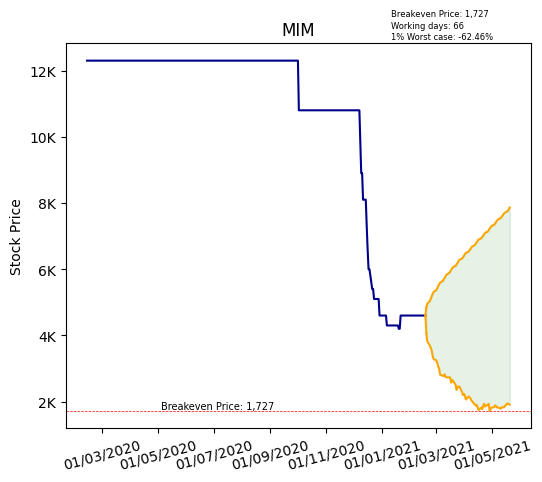 Breakeven Price: 1,727
Working days: 66
1% Worst case: -62.46%
MIM
Stock Price
12K
10K
8K
6K
4K
2K
Breakeven Price: 1,727
01/03/2020
01/05/2020
01/07/2020
01/09/2020
01/11/2020
01/01/2021
01/03/2021
01/05/2021